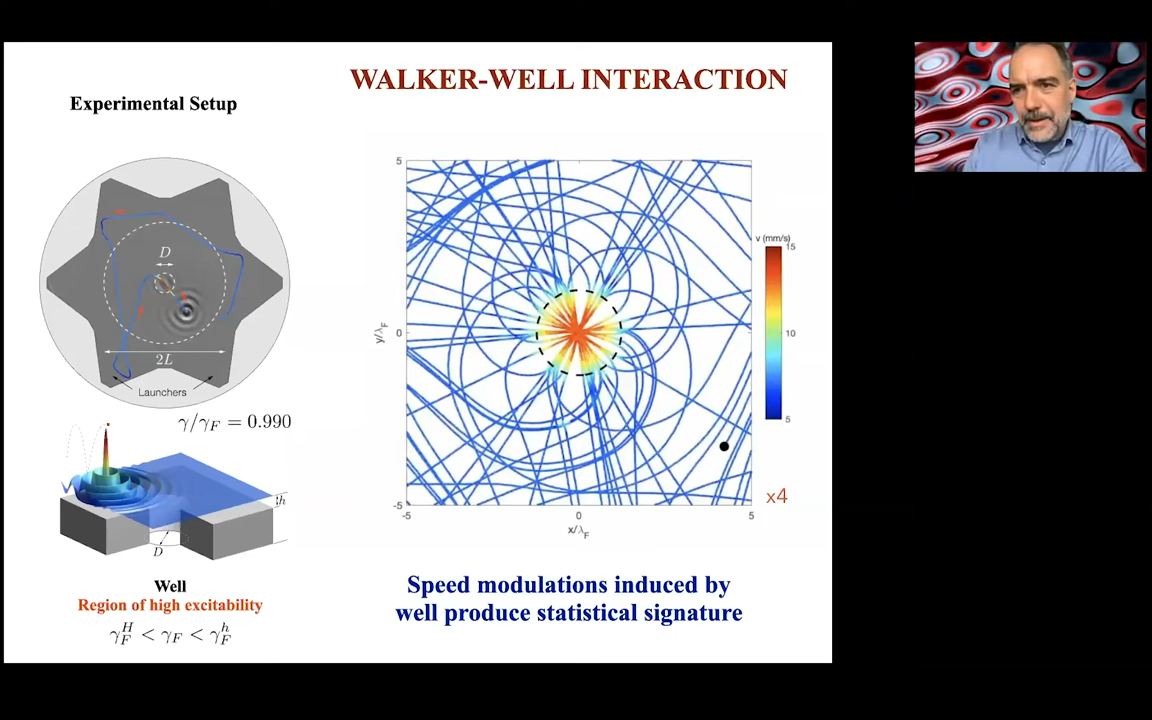 WALKER-WELL INTERACTION
Experimental Setup
D
2L
Launchers
γ/γ_F = 0.990
h
D
Well
Region of high excitability
γ_F^H < γ_F < γ_F^h
5
0
-5
y/λ_F
-5
0
5
x/λ_F
v (mm/s)
15
10
5
x4
Speed modulations induced by
well produce statistical signature